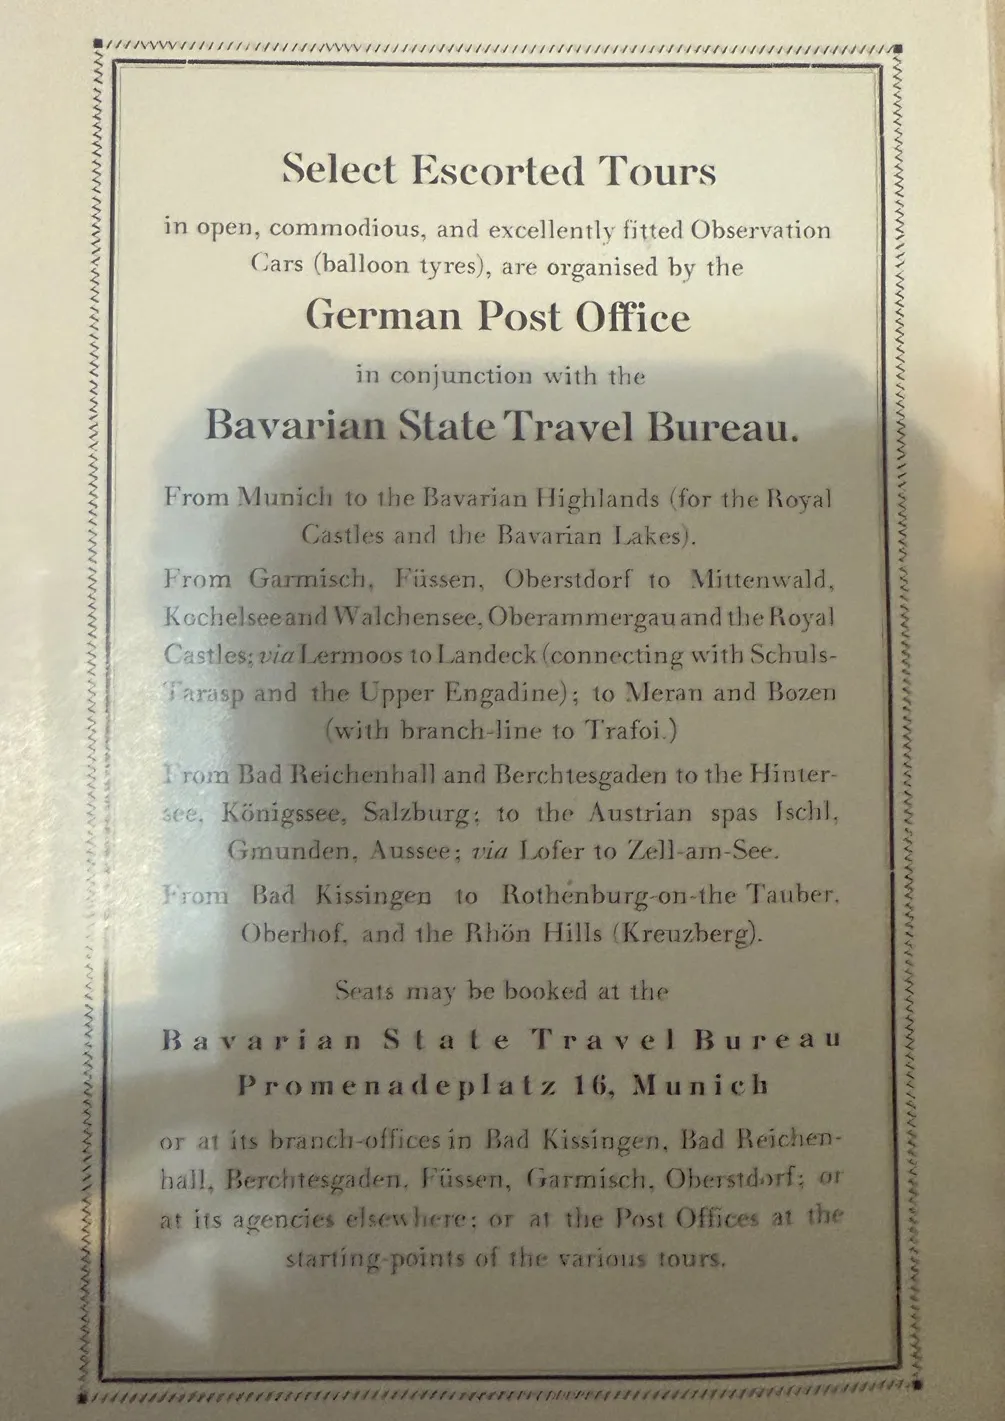 Select Escorted Tours
in open, commodious, and excellently fitted Observation
Cars (balloon tyres), are organised by the
German Post Office
in conjunction with the
Bavarian State Travel Bureau.
From Munich to the Bavarian Highlands (for the Royal
Castles and the Bavarian Lakes).
From Garmisch, Füssen, Oberstdorf to Mittenwald,
Kochelsee and Walchensee, Oberammergau and the Royal
Castles; via Lermoos to Landeck (connecting with Schuls-
Tarasp and the Upper Engadine); to Meran and Bozen
(with branch-line to Trafoi.)
From Bad Reichenhall and Berchtesgaden to the Hinter-
see, Königssee, Salzburg; to the Austrian spas Ischl,
Gmunden, Aussee; via Lofer to Zell-am-See.
From Bad Kissingen to Rothenburg-on-the Tauber,
Oberhof, and the Rhön Hills (Kreuzberg).
Seats may be booked at the
Bavarian State Travel Bureau
Promenadeplatz 16, Munich
or at its branch-offices in Bad Kissingen, Bad Reichen-
hall, Berchtesgaden, Füssen, Garmisch, Oberstdorf; or
at its agencies elsewhere; or at the Post Offices at the
starting-points of the various tours.